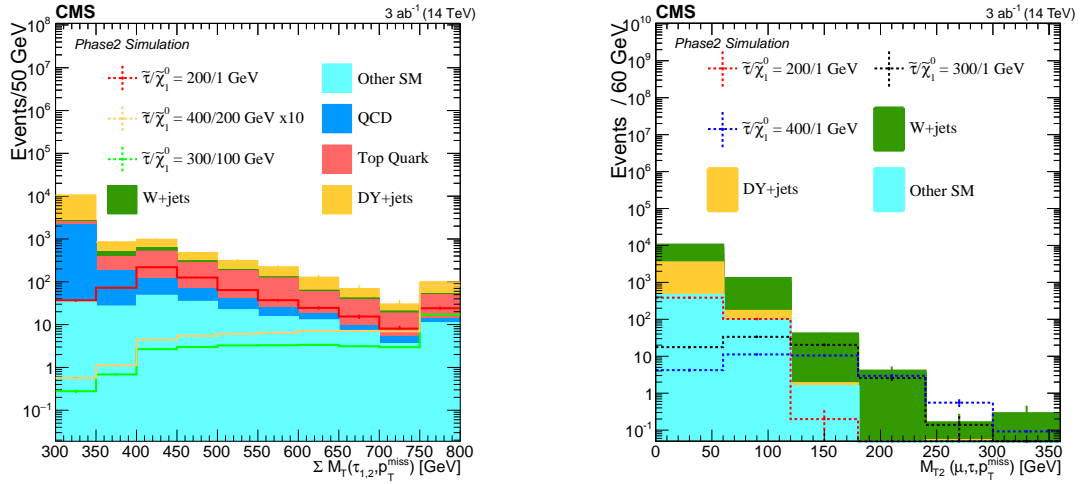 CMS 3 ab⁻¹ (14 TeV)
Phase2 Simulation
Events/50 GeV
10⁸
10⁷
10⁶
10⁵
10⁴
10³
10²
10
1
10⁻¹
τ̃/χ̃₁⁰ = 200/1 GeV
τ̃/χ̃₁⁰ = 400/200 GeV x10
τ̃/χ̃₁⁰ = 300/100 GeV
W+jets
Other SM
QCD
Top Quark
DY+jets
300 350 400 450 500 550 600 650 700 750 800
Σ M_T(τ₁,₂,p_T^miss) [GeV]
CMS 3 ab⁻¹ (14 TeV)
Phase2 Simulation
Events / 60 GeV
10¹⁰
10⁹
10⁸
10⁷
10⁶
10⁵
10⁴
10³
10²
10
1
10⁻¹
τ̃/χ̃₁⁰ = 200/1 GeV
τ̃/χ̃₁⁰ = 300/1 GeV
τ̃/χ̃₁⁰ = 400/1 GeV
W+jets
DY+jets
Other SM
0 50 100 150 200 250 300 350
M_T2 (μ,τ,p_T^miss) [GeV]